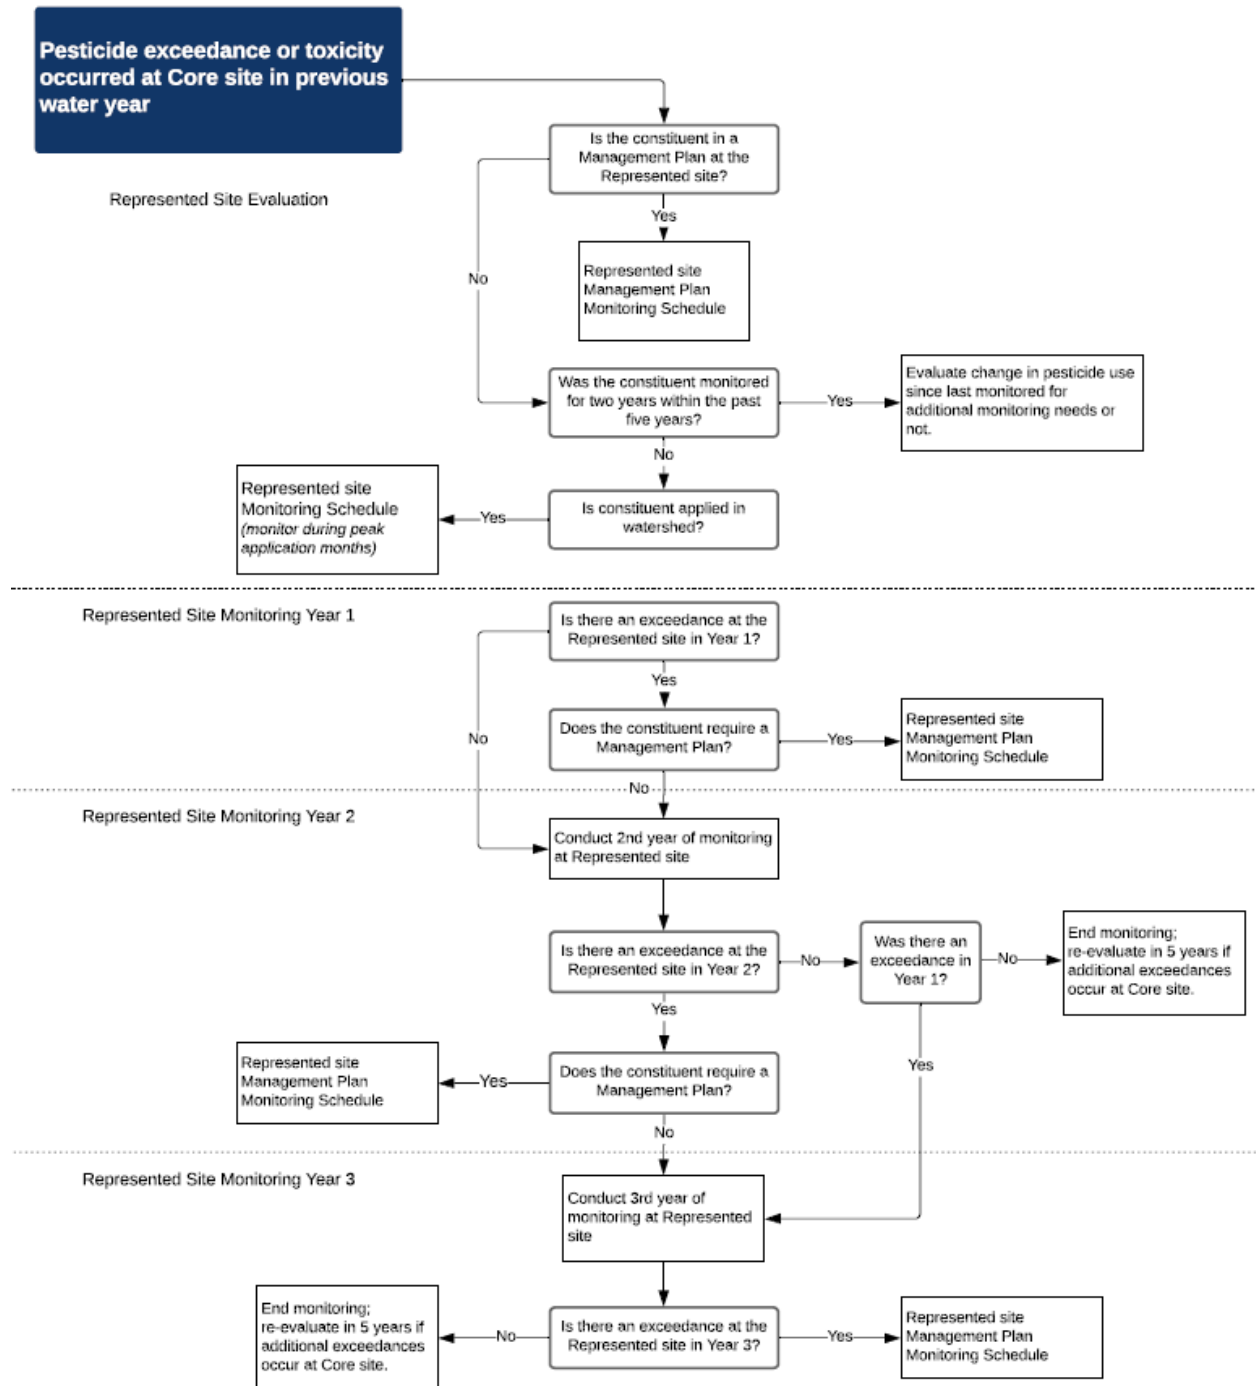 Pesticide exceedance or toxicity
occurred at Core site in previous
water year
Is the constituent in a
Management Plan at the
Represented site?
Represented Site Evaluation
Yes
Represented site
Management Plan
Monitoring Schedule
No
Was the constituent monitored
for two years within the past
five years?
Yes
Evaluate change in pesticide use
since last monitored for
additional monitoring needs or
not.
No
Represented site
Monitoring Schedule
(monitor during peak
application months)
Yes
Is constituent applied in
watershed?
Represented Site Monitoring Year 1
Is there an exceedance at the
Represented site in Year 1?
Yes
No
Does the constituent require a
Management Plan?
Yes
Represented site
Management Plan
Monitoring Schedule
No
Represented Site Monitoring Year 2
Conduct 2nd year of monitoring
at Represented site
Is there an exceedance at the
Represented site in Year 2?
No
Was there an
exceedance in
Year 1?
No
End monitoring;
re-evaluate in 5 years if
additional exceedances
occur at Core site.
Yes
Yes
Represented site
Management Plan
Monitoring Schedule
Yes
Does the constituent require a
Management Plan?
No
Represented Site Monitoring Year 3
Conduct 3rd year of
monitoring at Represented
site
End monitoring;
re-evaluate in 5 years if
additional exceedances
occur at Core site.
No
Is there an exceedance at the
Represented site in Year 3?
Yes
Represented site
Management Plan
Monitoring Schedule